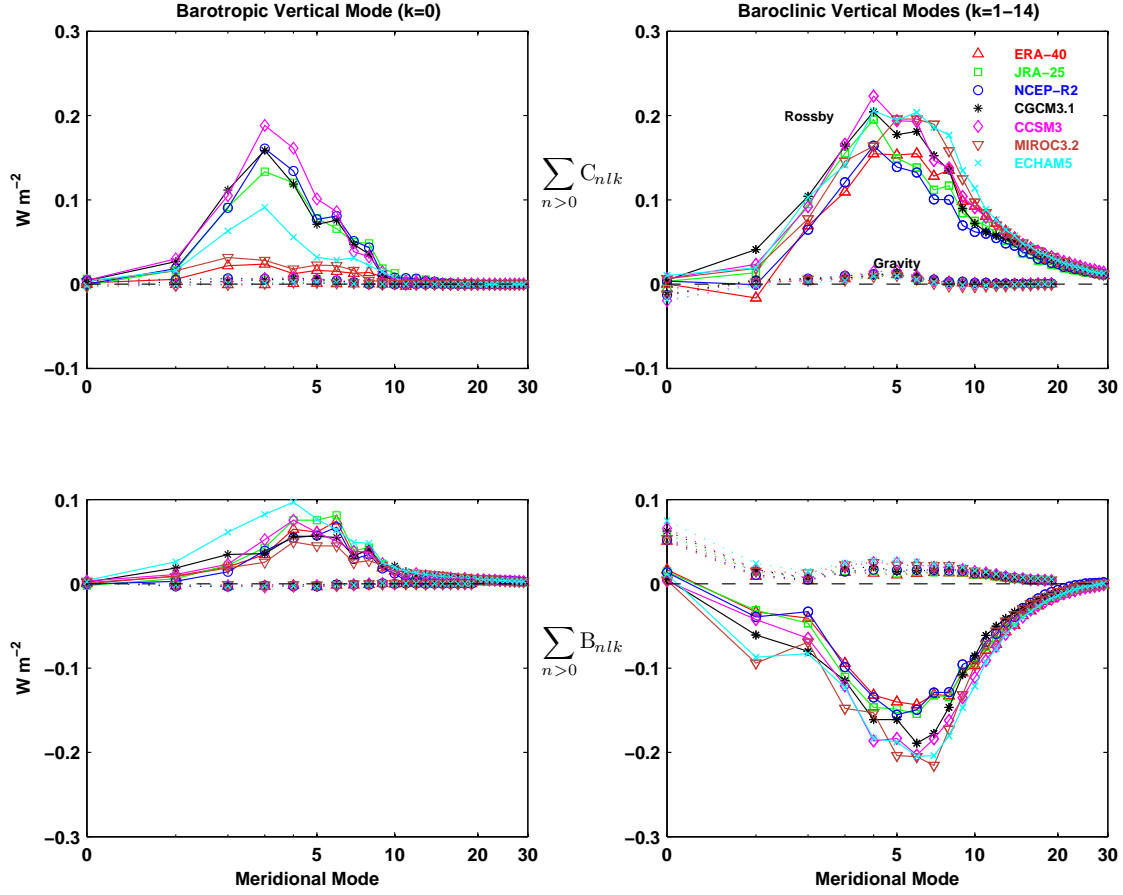 Barotropic Vertical Mode (k=0)
0.3
0.2
0.1
0
−0.1
W m−2
0 5 10 20 30
Baroclinic Vertical Modes (k=1−14)
0.3
0.2
0.1
0
−0.1
0 5 10 20 30
Rossby
Gravity
ERA−40
JRA−25
NCEP−R2
CGCM3.1
CCSM3
MIROC3.2
ECHAM5
∑ Cnlk
n>0
0.1
0
−0.1
−0.2
−0.3
W m−2
0 5 10 20 30
Meridional Mode
∑ Bnlk
n>0
0.1
0
−0.1
−0.2
−0.3
0 5 10 20 30
Meridional Mode